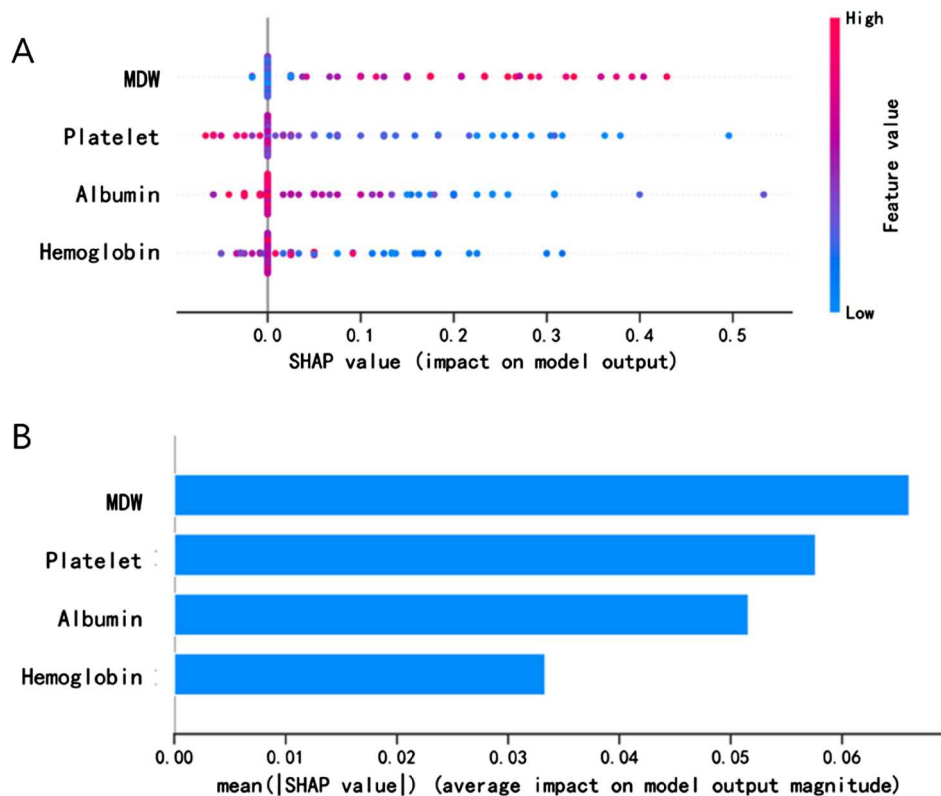 A
High
MDW
Platelet
Albumin
Hemoglobin
Feature value
Low
0.0 0.1 0.2 0.3 0.4 0.5
SHAP value (impact on model output)
B
MDW
Platelet
Albumin
Hemoglobin
0.00 0.01 0.02 0.03 0.04 0.05 0.06
mean(|SHAP value|) (average impact on model output magnitude)